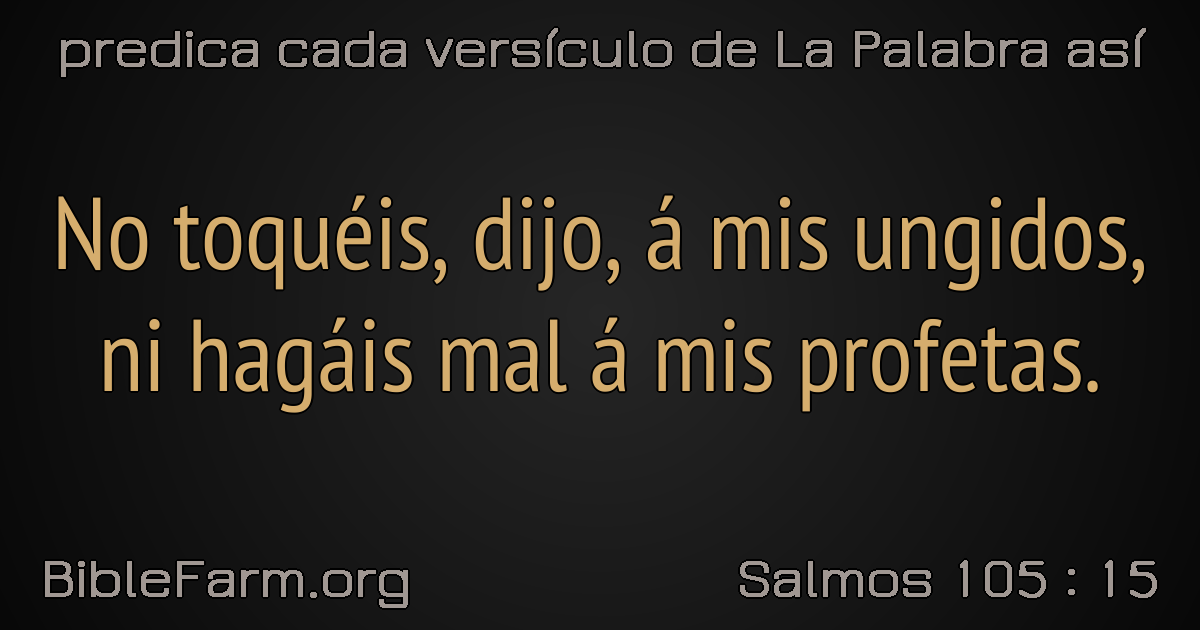 predica cada versículo de La Palabra así
No toquéis, dijo, á mis ungidos,
ni hagáis mal á mis profetas.
BibleFarm.org
Salmos 105 : 15